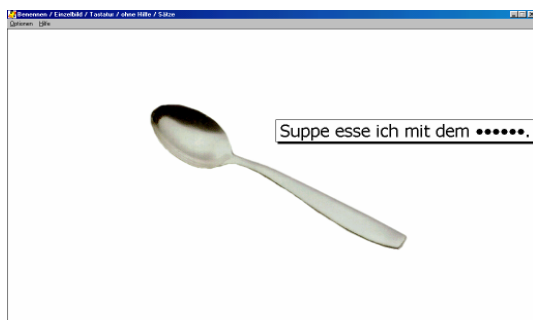 Benennen / Einzelbild / Tastatur / ohne Hilfe / Sätze
Optionen Hilfe
Suppe esse ich mit dem ••••••.